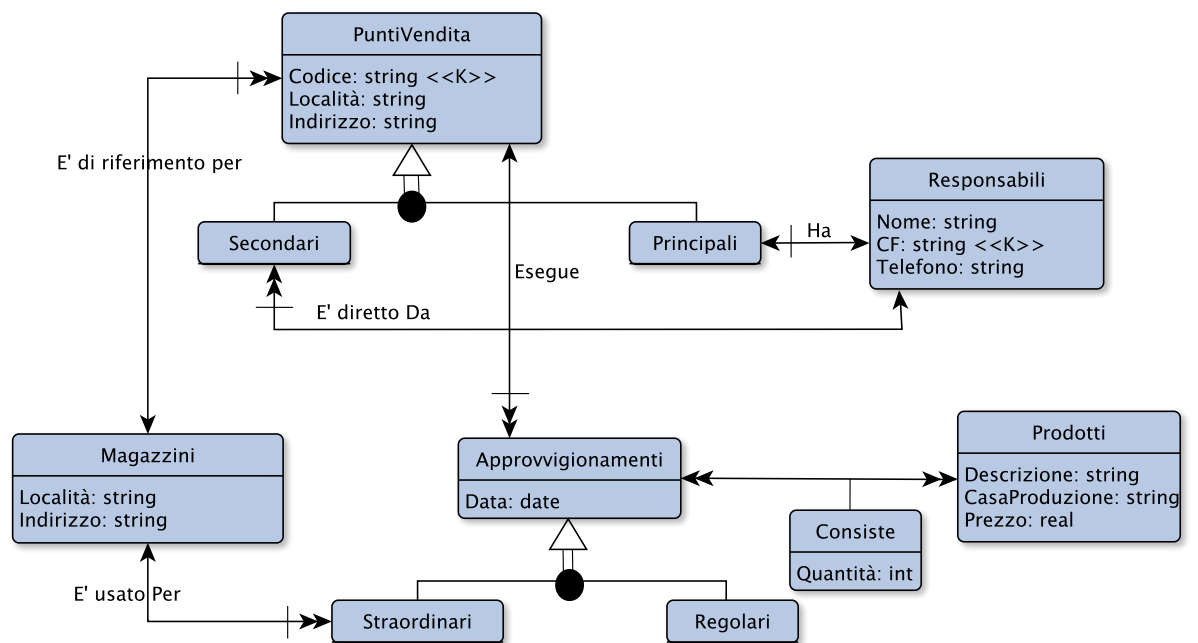 PuntiVendita
Codice: string <<K>>
Località: string
Indirizzo: string
E' di riferimento per
Responsabili
Nome: string
CF: string <<K>>
Telefono: string
Secondari
Principali
Ha
Esegue
E' diretto Da
Magazzini
Località: string
Indirizzo: string
Approvvigionamenti
Data: date
Prodotti
Descrizione: string
CasaProduzione: string
Prezzo: real
Consiste
Quantità: int
E' usato Per
Straordinari
Regolari